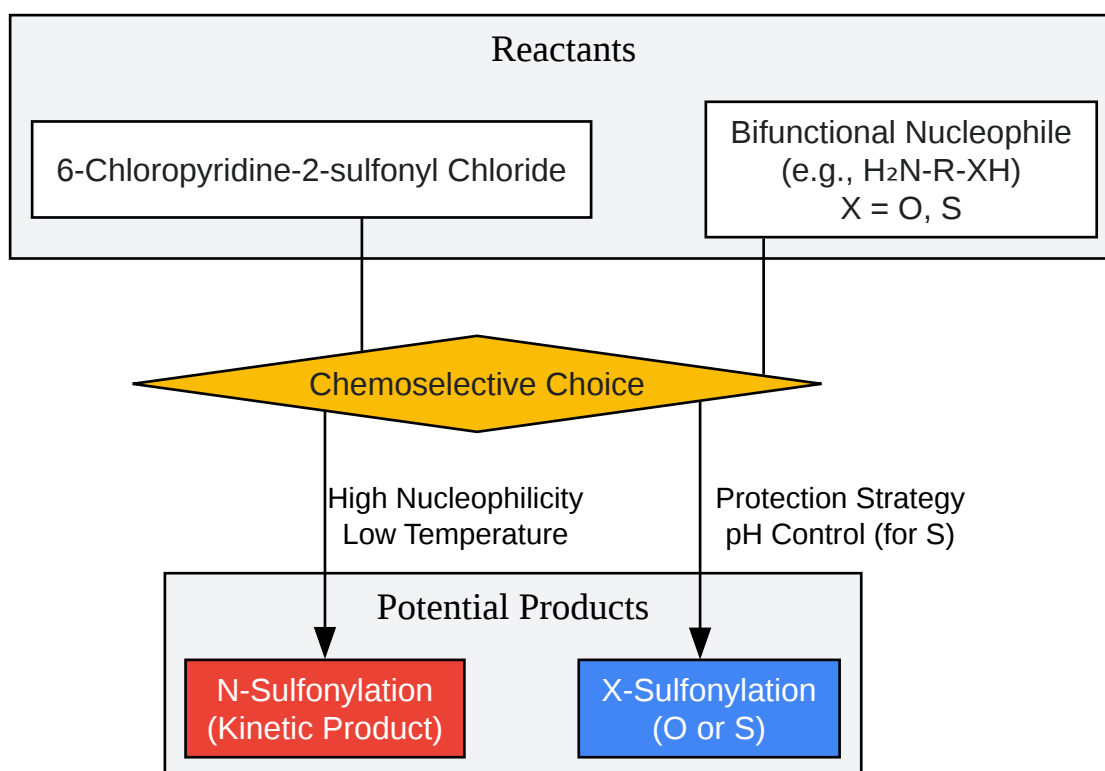 Reactants
6-Chloropyridine-2-sulfonyl Chloride
Bifunctional Nucleophile
(e.g., H₂N-R-XH)
X = O, S
Chemoselective Choice
High Nucleophilicity
Low Temperature
Protection Strategy
pH Control (for S)
Potential Products
N-Sulfonylation
(Kinetic Product)
X-Sulfonylation
(O or S)